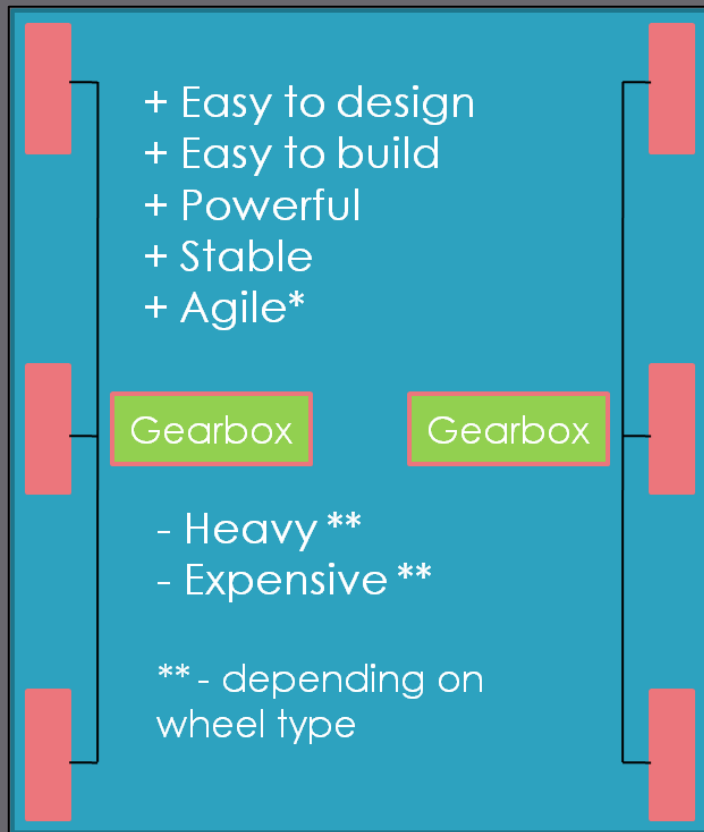 + Easy to design
+ Easy to build
+ Powerful
+ Stable
+ Agile*
Gearbox
Gearbox
- Heavy **
- Expensive **
** - depending on
wheel type